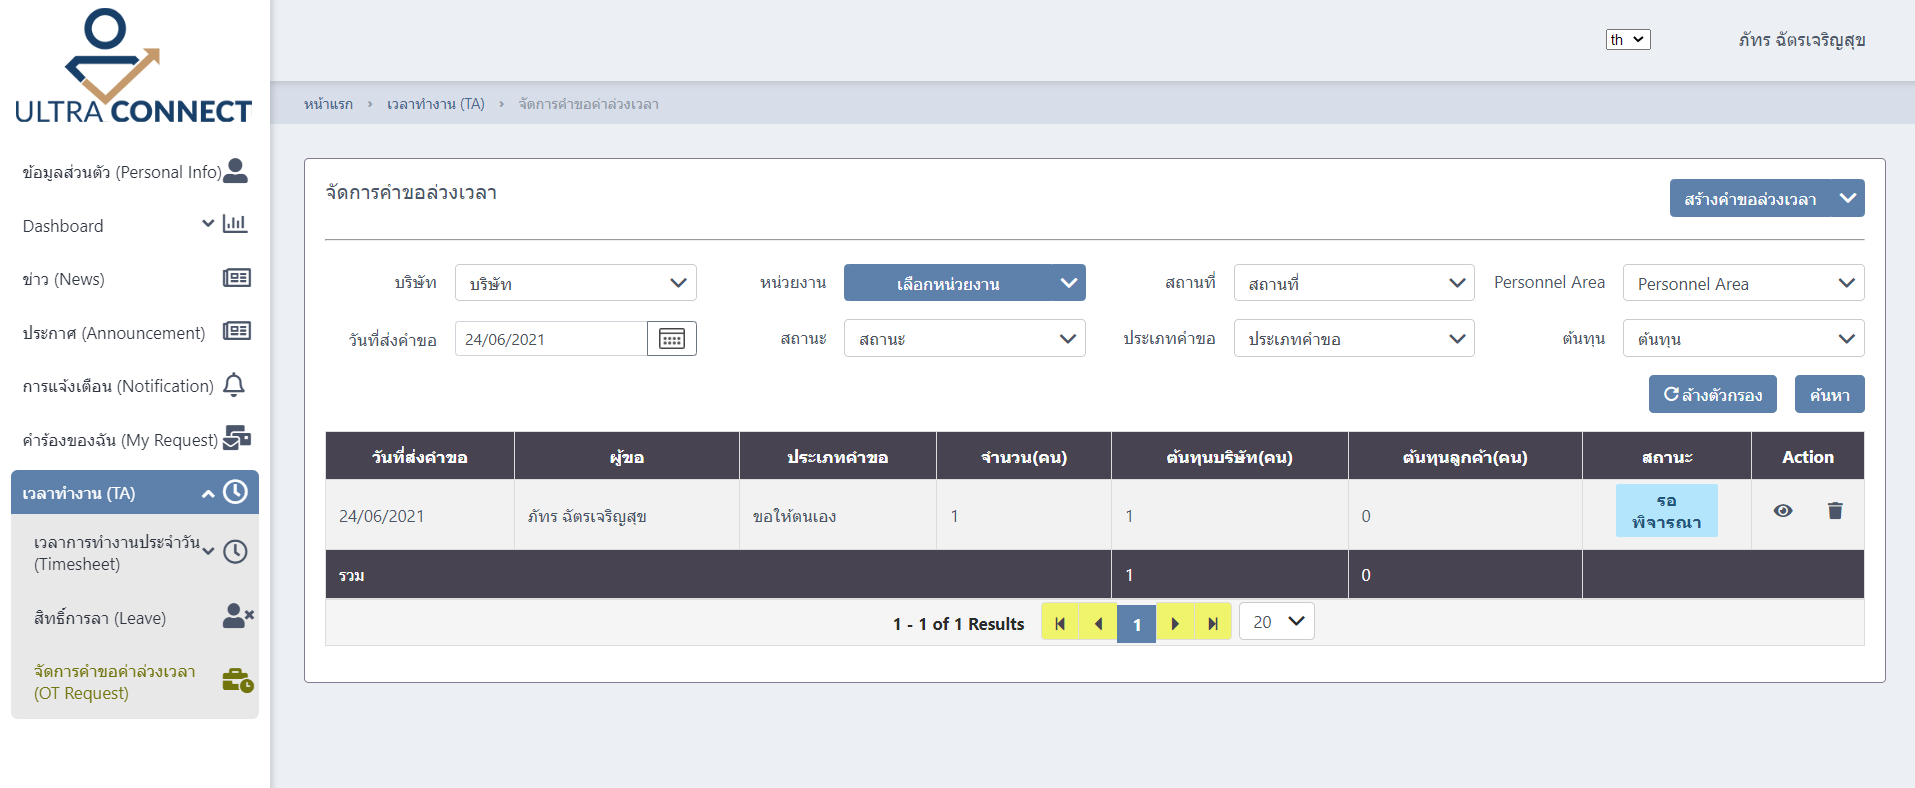 ULTRA CONNECT
ข้อมูลส่วนตัว (Personal Info)
Dashboard
ข่าว (News)
ประกาศ (Announcement)
การแจ้งเตือน (Notification)
คำร้องของฉัน (My Request)
เวลาทำงาน (TA)
เวลาการทำงานประจำวัน
(Timesheet)
สิทธิ์การลา (Leave)
จัดการคำขอค่าล่วงเวลา
(OT Request)
th
ภัทร ฉัตรเจริญสุข
หน้าแรก > เวลาทำงาน (TA) > จัดการคำขอค่าล่วงเวลา
จัดการคำขอล่วงเวลา
สร้างคำขอล่วงเวลา
บริษัท บริษัท หน่วยงาน เลือกหน่วยงาน สถานที่ สถานที่ Personnel Area Personnel Area
วันที่ส่งคำขอ 24/06/2021 สถานะ สถานะ ประเภทคำขอ ประเภทคำขอ ต้นทุน ต้นทุน
ล้างตัวกรอง ค้นหา
วันที่ส่งคำขอ ผู้ขอ ประเภทคำขอ จำนวน(คน) ต้นทุนบริษัท(คน) ต้นทุนลูกค้า(คน) สถานะ Action
24/06/2021 ภัทร ฉัตรเจริญสุข ขอให้ตนเอง 1 1 0 รอ
พิจารณา
รวม 1 0
1 - 1 of 1 Results 1 20